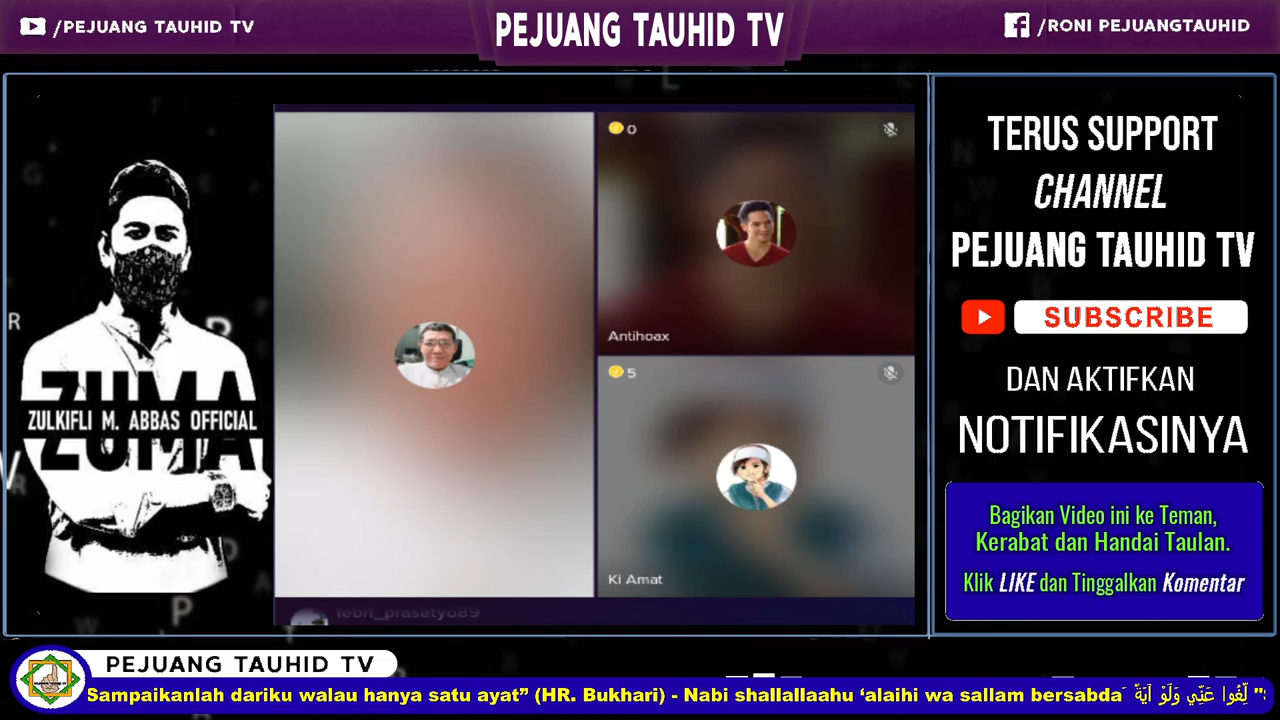 /PEJUANG TAUHID TV
PEJUANG TAUHID TV
/RONI PEJUANGTAUHID
0
Antihoax
5
Ki Amat
febri_prasetyo89
ZUMA
ZULKIFLI M. ABBAS OFFICIAL
TERUS SUPPORT
CHANNEL
PEJUANG TAUHID TV
SUBSCRIBE
DAN AKTIFKAN
NOTIFIKASINYA
Bagikan Video ini ke Teman,
Kerabat dan Handai Taulan.
Klik LIKE dan Tinggalkan Komentar
PEJUANG TAUHID TV
Sampaikanlah dariku walau hanya satu ayat” (HR. Bukhari) - Nabi shallallaahu ‘alaihi wa sallam bersabda لِّغُوا عَنِّي وَلَوْ آيَةً "